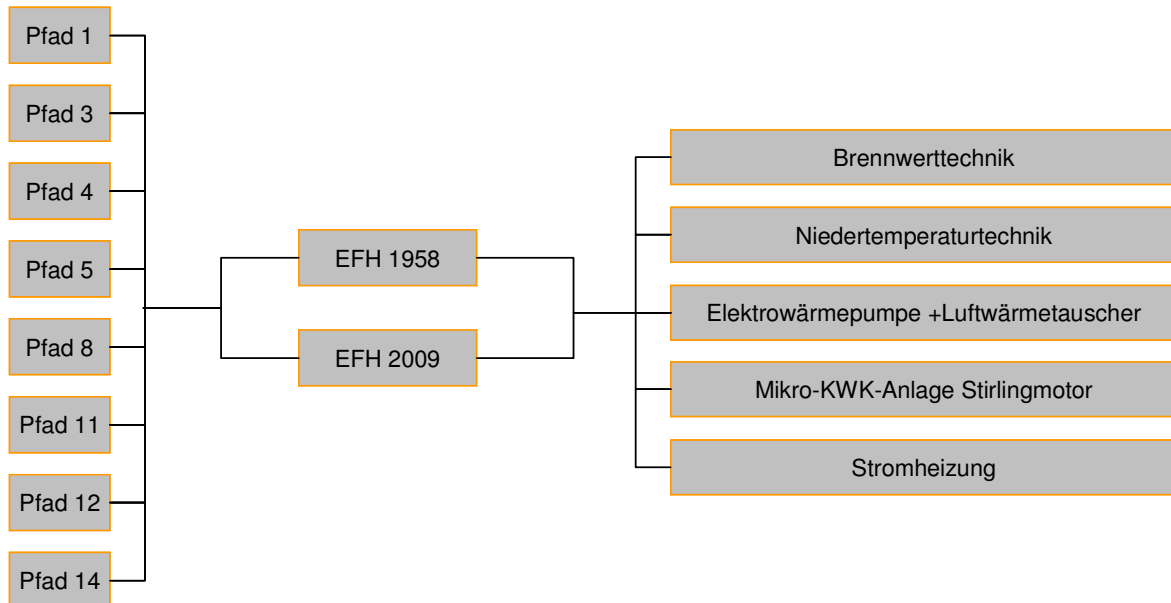 Pfad 1
Pfad 3
Pfad 4
Pfad 5
Pfad 8
Pfad 11
Pfad 12
Pfad 14
EFH 1958
EFH 2009
Brennwerttechnik
Niedertemperaturtechnik
Elektrowärmepumpe +Luftwärmetauscher
Mikro-KWK-Anlage Stirlingmotor
Stromheizung